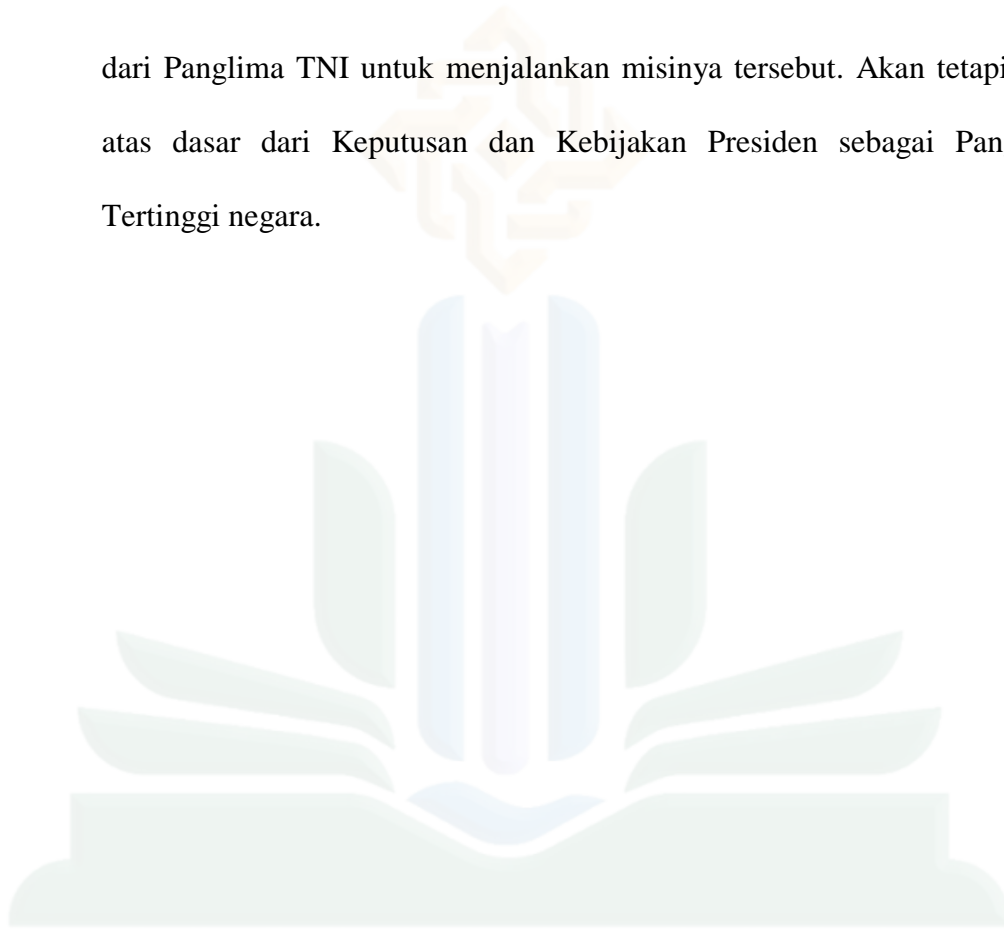 dari Panglima TNI untuk menjalankan misinya tersebut. Akan tetapi
atas dasar dari Keputusan dan Kebijakan Presiden sebagai Pan
Tertinggi negara.